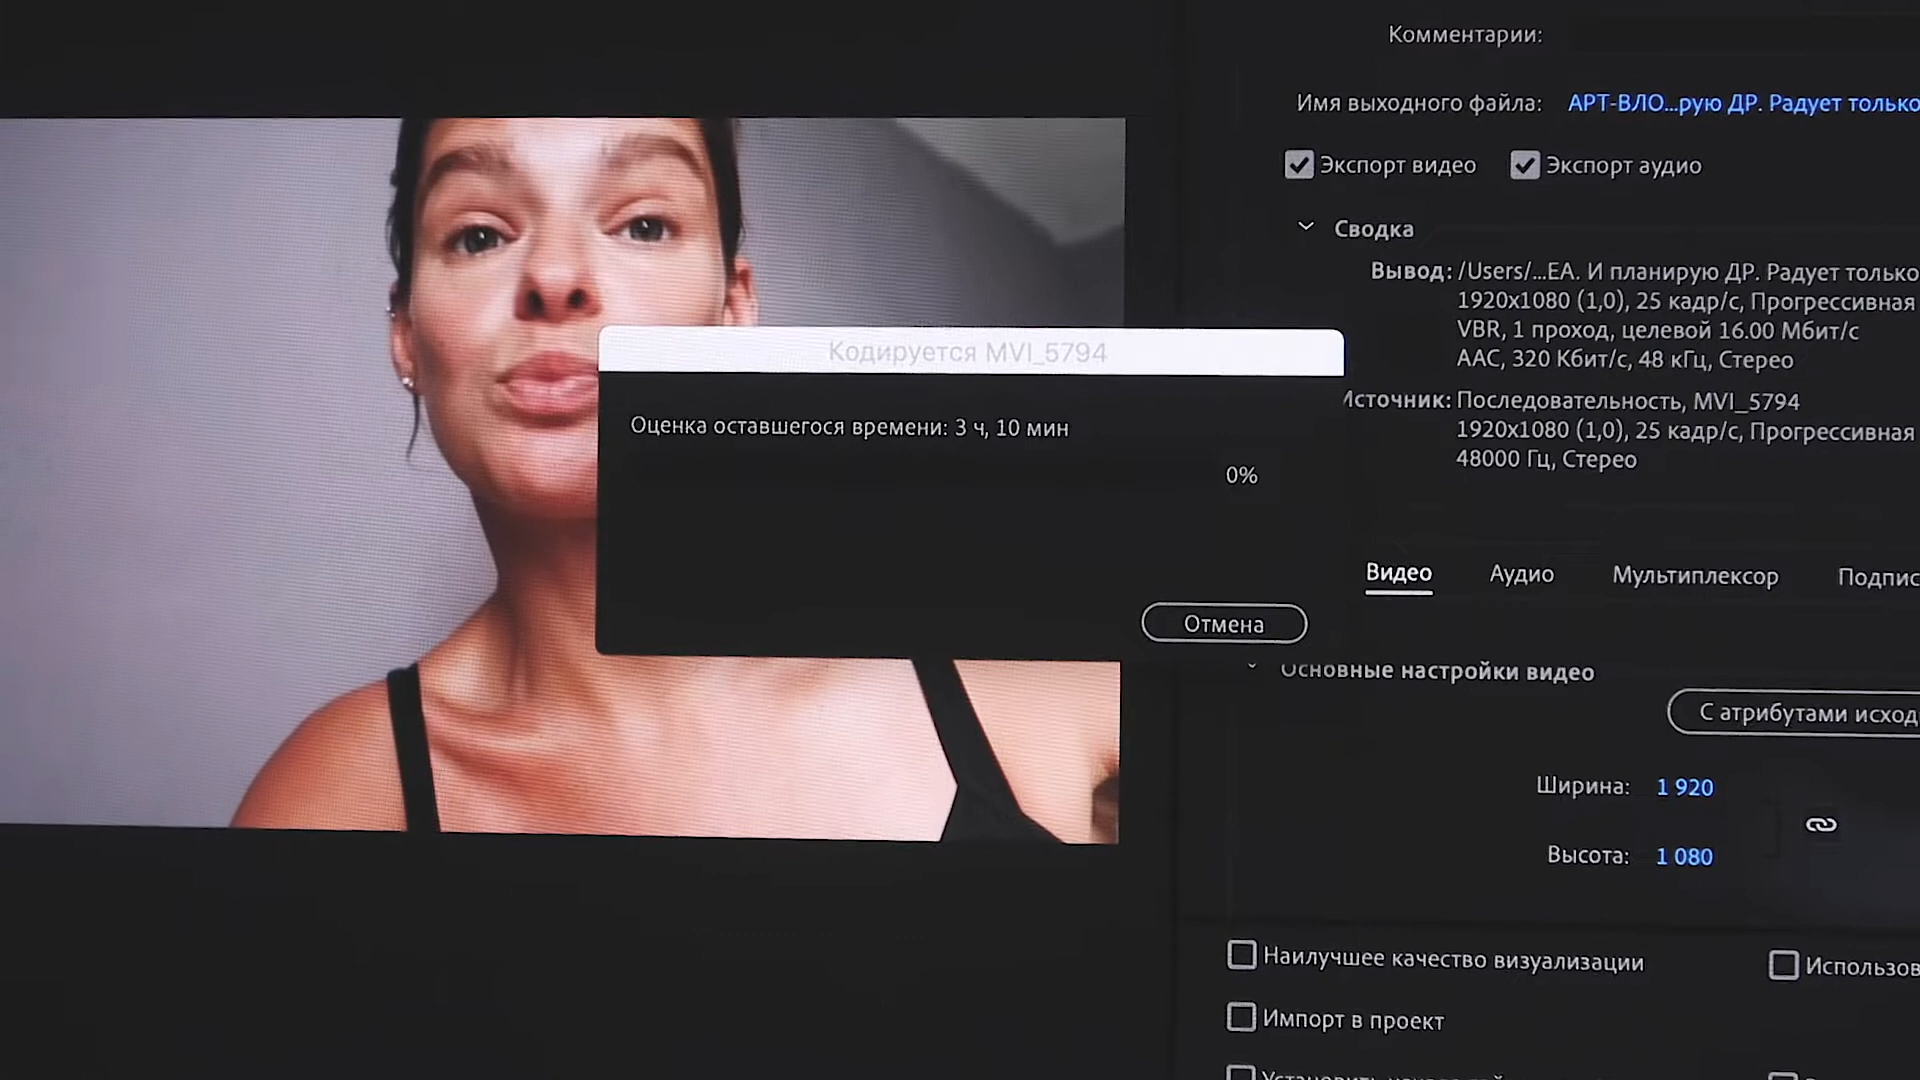 Комментарии:
Имя выходного файла: АРТ-ВЛО...рую ДР. Радует только
Экспорт видео Экспорт аудио
Сводка
Вывод: /Users/...ЕА. И планирую ДР. Радует только
1920x1080 (1,0), 25 кадр/с, Прогрессивная
VBR, 1 проход, целевой 16.00 Мбит/с
AAC, 320 Кбит/с, 48 кГц, Стерео
Источник: Последовательность, MVI_5794
1920x1080 (1,0), 25 кадр/с, Прогрессивная
48000 Гц, Стерео
Кодируется MVI_5794
Оценка оставшегося времени: 3 ч, 10 мин
0%
Отмена
Видео Аудио Мультиплексор Подпис
Основные настройки видео
С атрибутами исход
Ширина: 1 920
Высота: 1 080
Наилучшее качество визуализации Использов
Импорт в проект